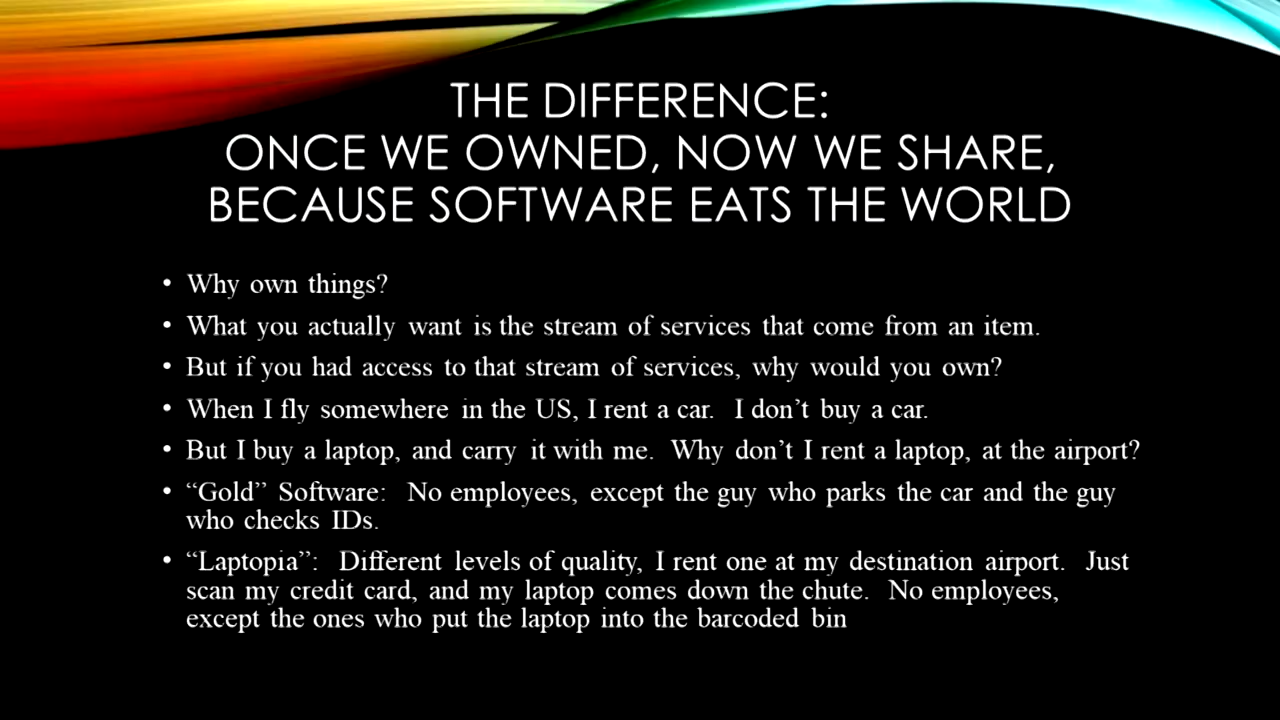 THE DIFFERENCE:
ONCE WE OWNED, NOW WE SHARE,
BECAUSE SOFTWARE EATS THE WORLD
• Why own things?
• What you actually want is the stream of services that come from an item.
• But if you had access to that stream of services, why would you own?
• When I fly somewhere in the US, I rent a car.  I don’t buy a car.
• But I buy a laptop, and carry it with me.  Why don’t I rent a laptop, at the airport?
• “Gold” Software:  No employees, except the guy who parks the car and the guy
who checks IDs.
• “Laptopia”:  Different levels of quality, I rent one at my destination airport.  Just
scan my credit card, and my laptop comes down the chute.  No employees,
except the ones who put the laptop into the barcoded bin